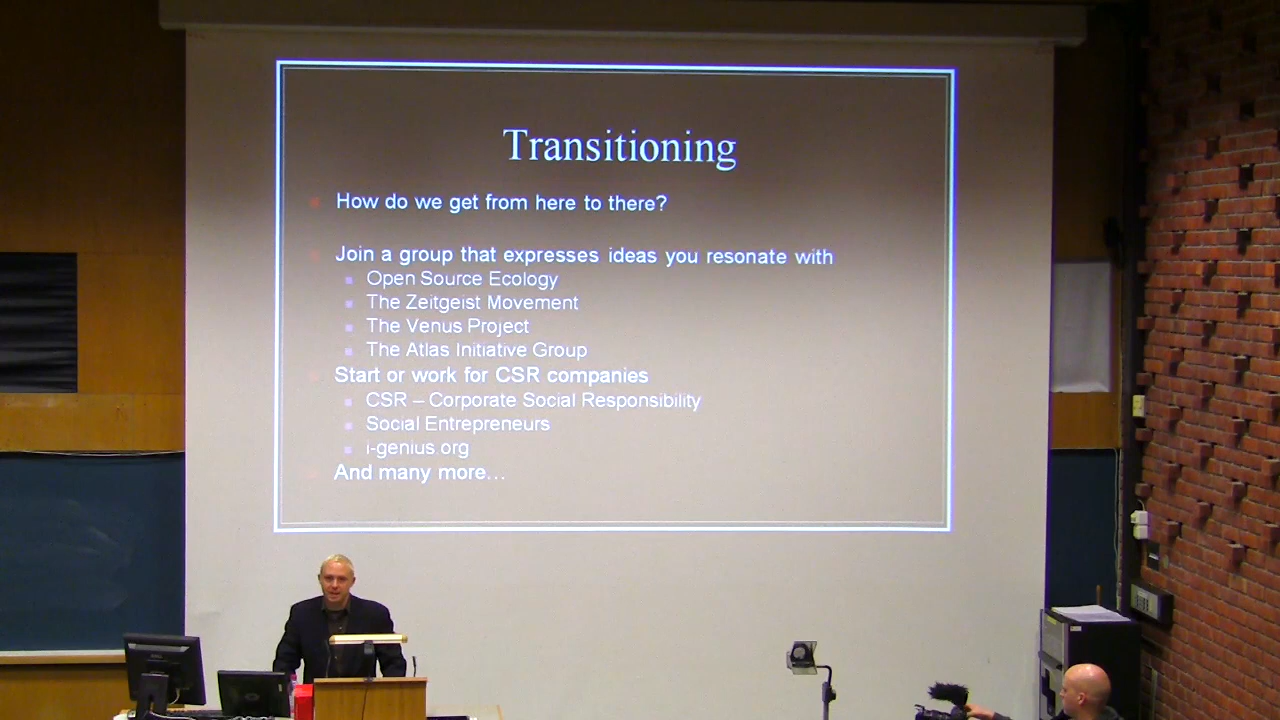 Transitioning
How do we get from here to there?
Join a group that expresses ideas you resonate with
Open Source Ecology
The Zeitgeist Movement
The Venus Project
The Atlas Initiative Group
Start or work for CSR companies
CSR – Corporate Social Responsibility
Social Entrepreneurs
i-genius.org
And many more…